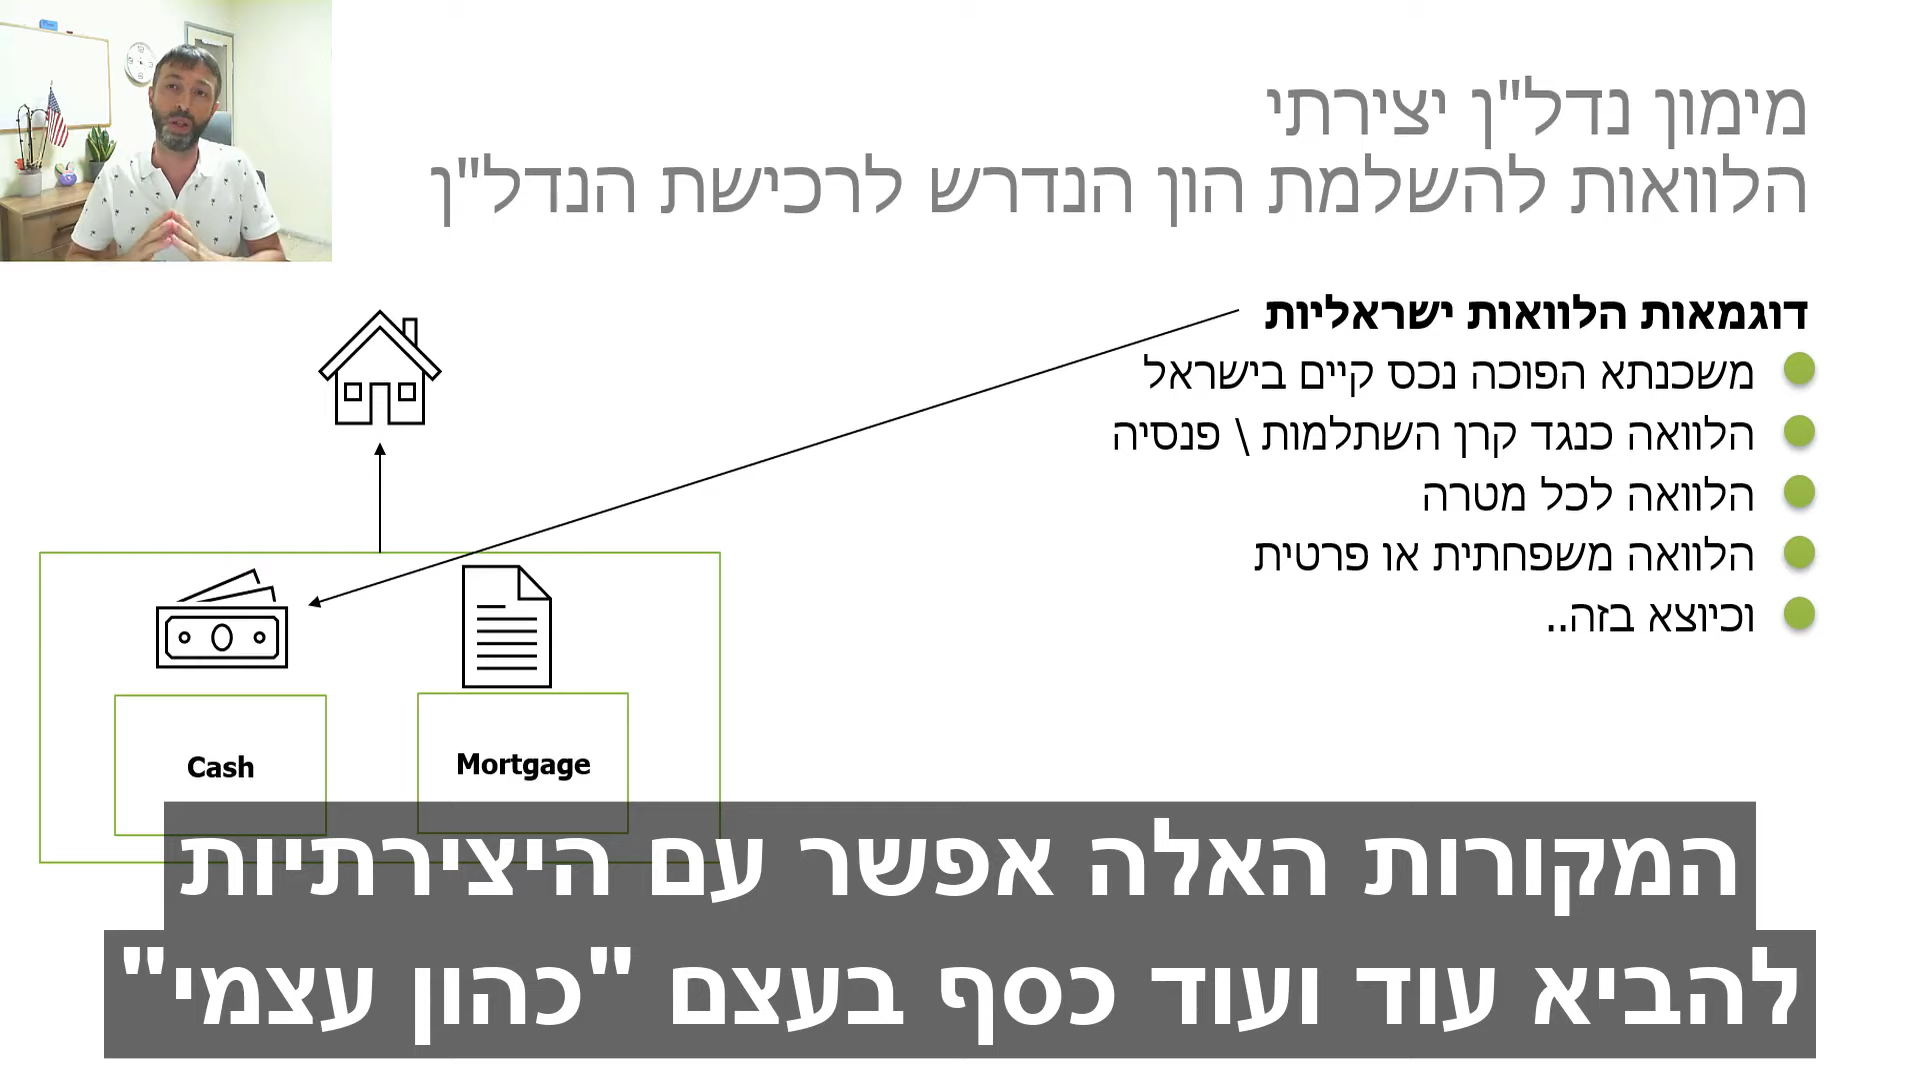 מימון נדל"ן יצירתי
הלוואות להשלמת הון הנדרש לרכישת הנדל"ן
דוגמאות הלוואות ישראליות
משכנתא הפוכה נכס קיים בישראל
הלוואה כנגד קרן השתלמות \ פנסיה
הלוואה לכל מטרה
הלוואה משפחתית או פרטית
וכיוצא בזה..
Cash
Mortgage
המקורות האלה אפשר עם היצירתיות
להביא עוד ועוד כסף בעצם "כהון עצמי"